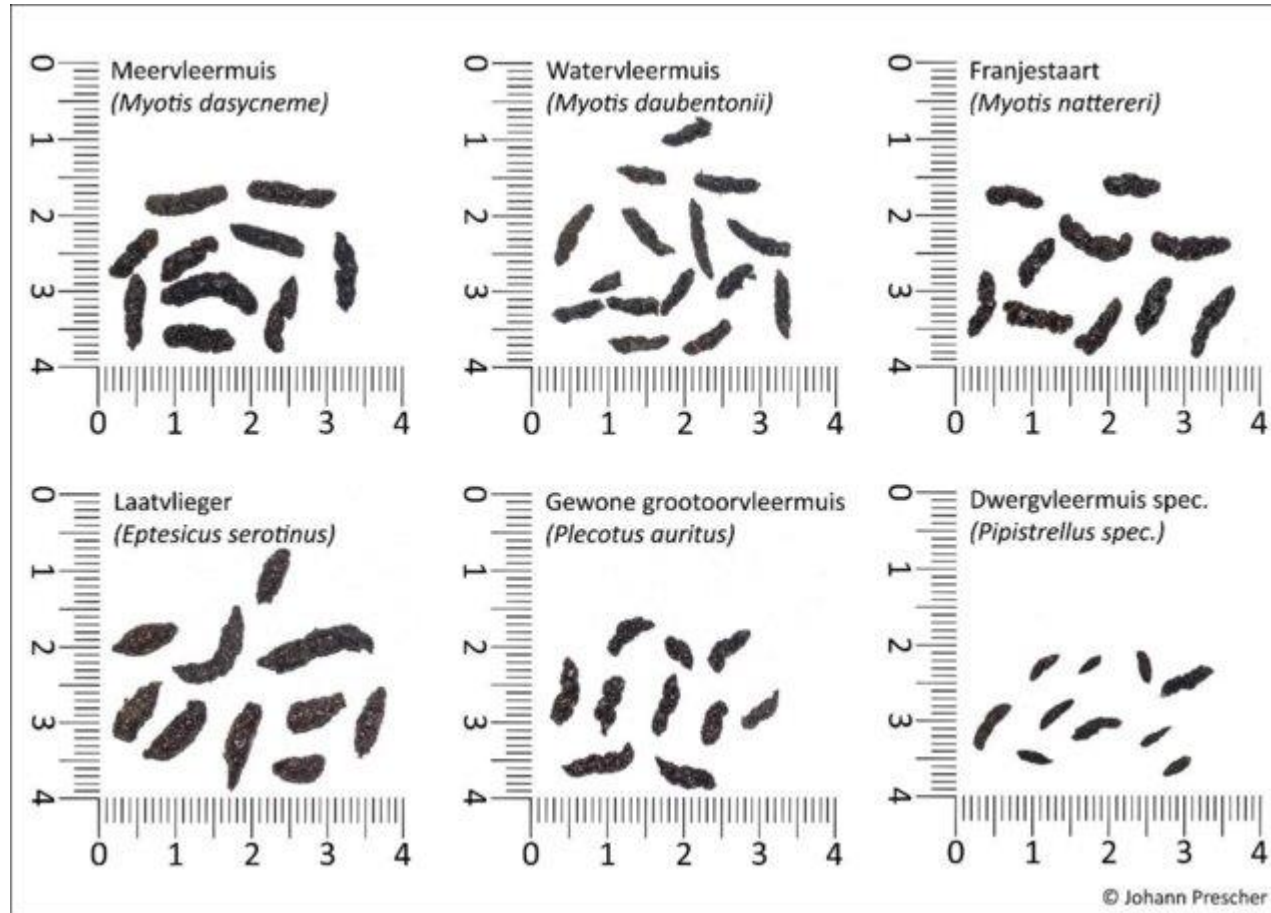 Meervleermuis
(Myotis dasycneme)
0
1
2
3
4
0 1 2 3 4
Watervleermuis
(Myotis daubentonii)
0
1
2
3
4
0 1 2 3 4
Franjestaart
(Myotis nattereri)
0
1
2
3
4
0 1 2 3 4
Laatvlieger
(Eptesicus serotinus)
0
1
2
3
4
0 1 2 3 4
Gewone grootoorvleermuis
(Plecotus auritus)
0
1
2
3
4
0 1 2 3 4
Dwergvleermuis spec.
(Pipistrellus spec.)
0
1
2
3
4
0 1 2 3 4
© Johann Prescher